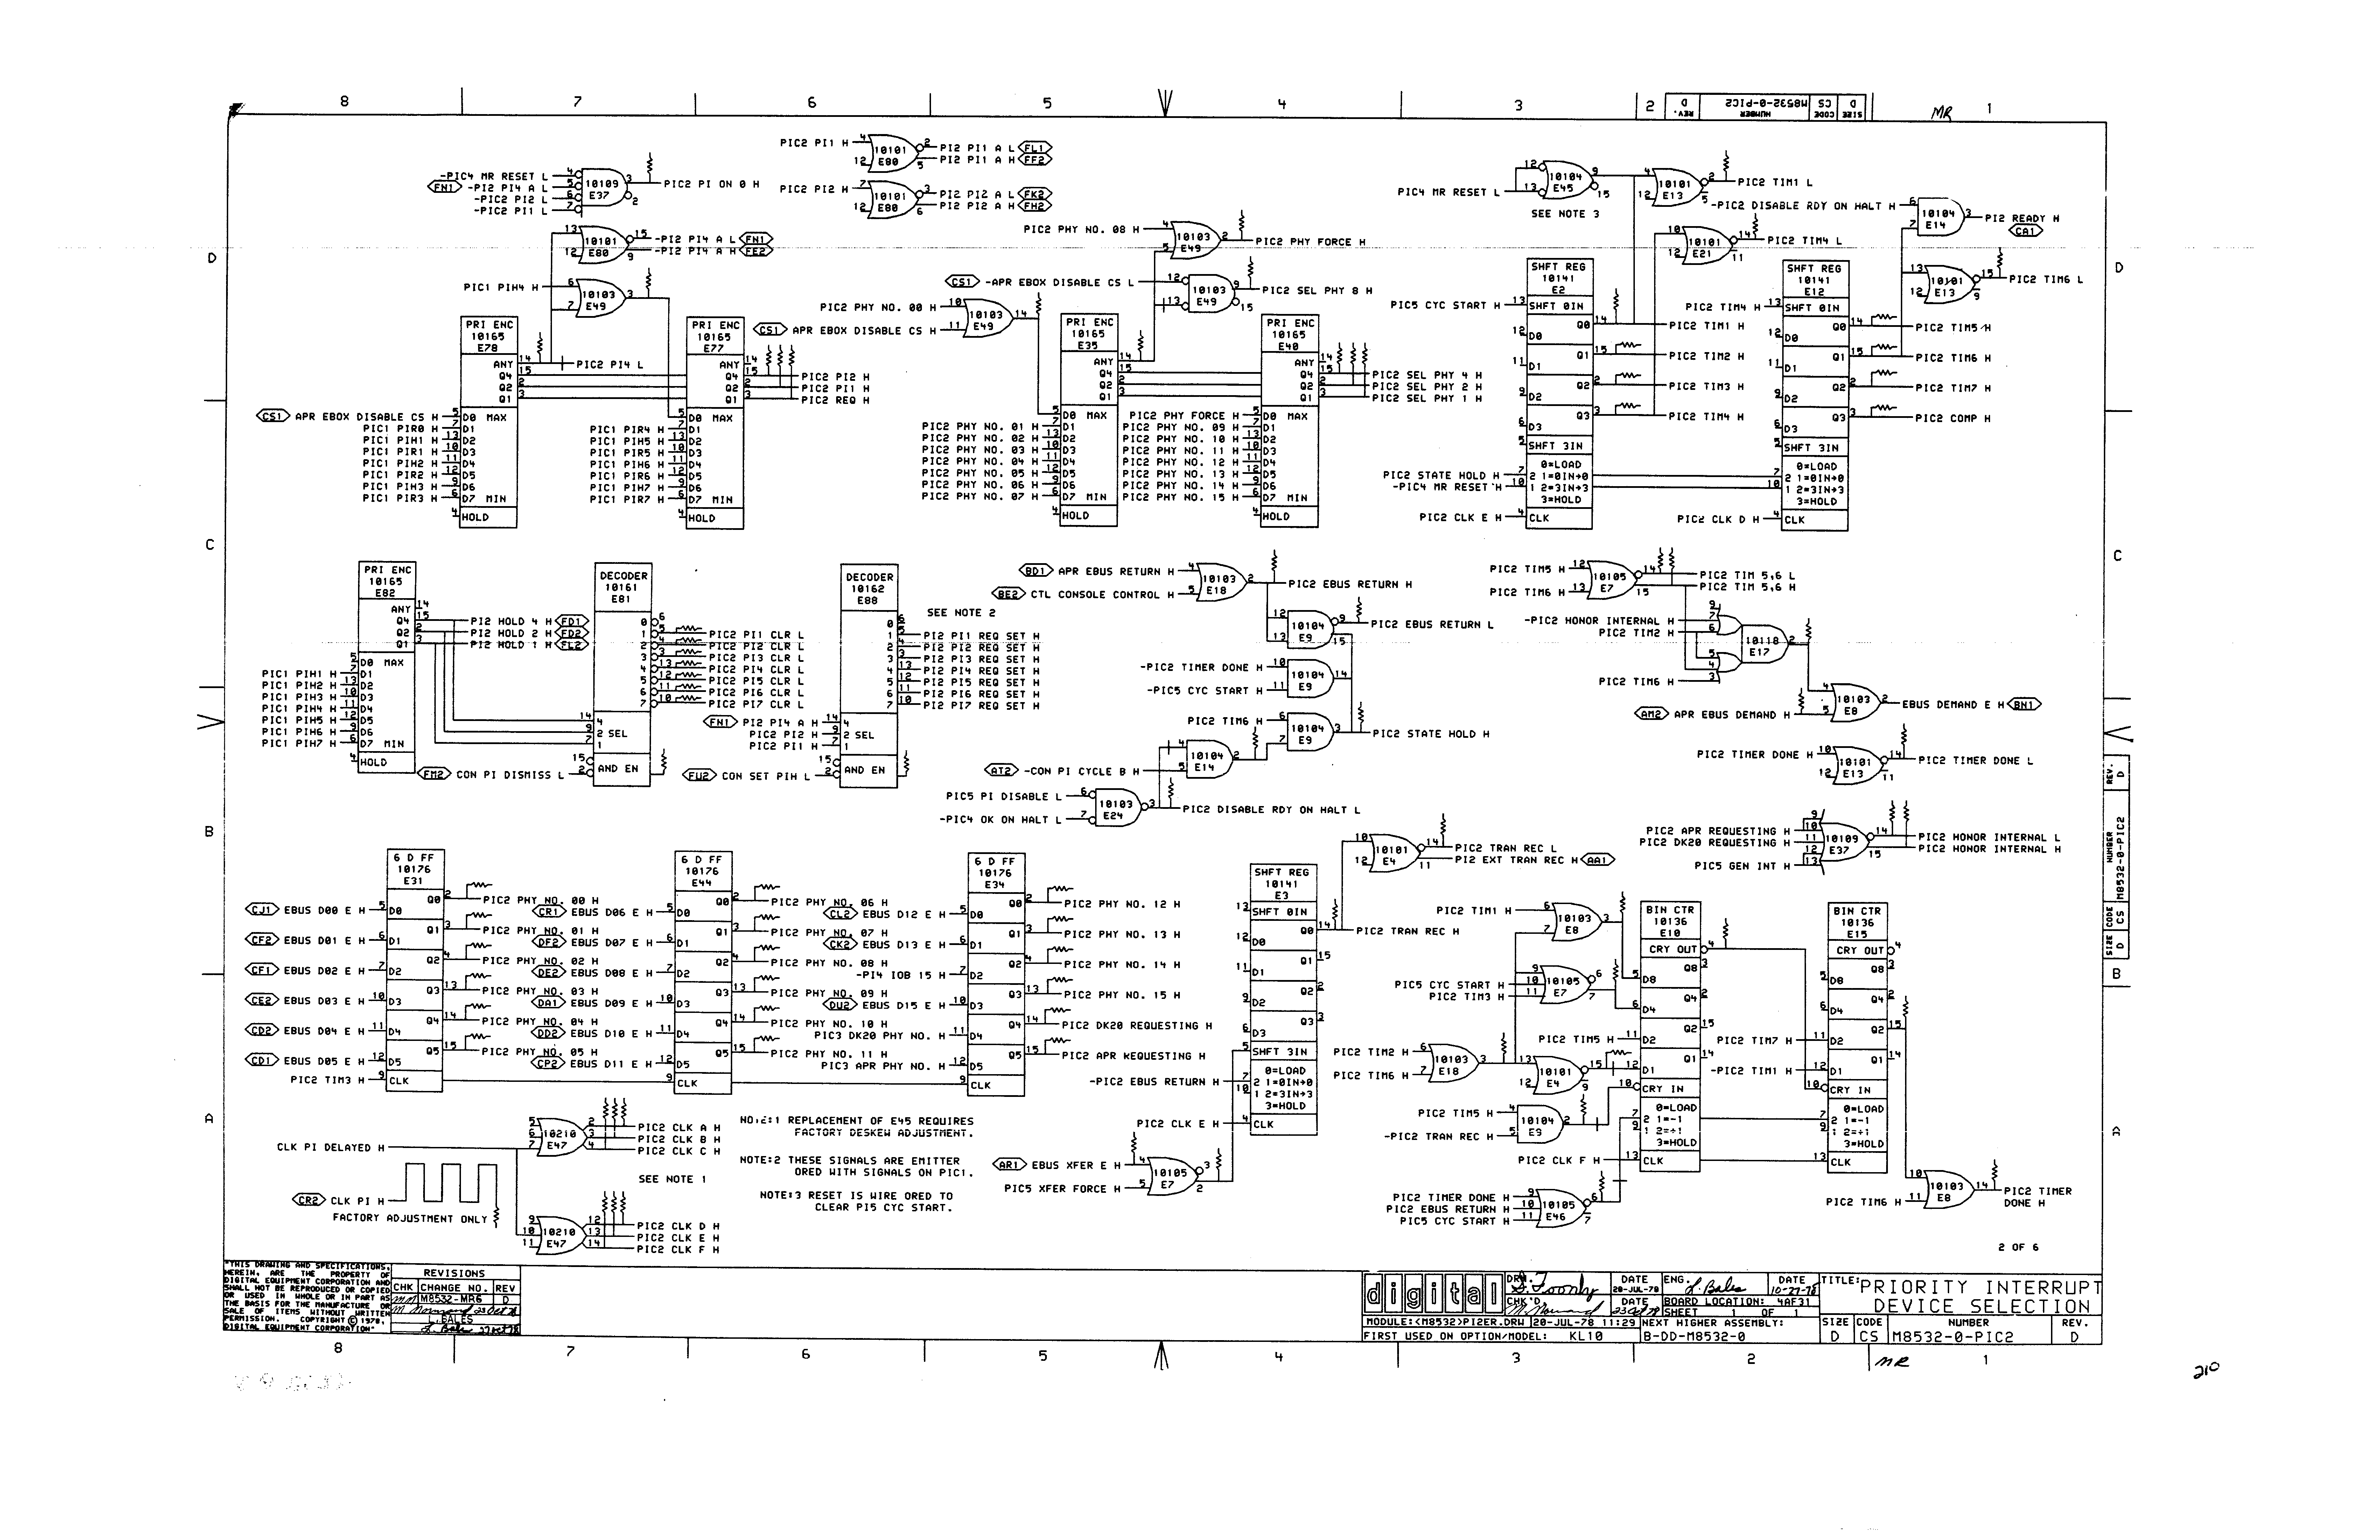 8 7 6 5 4 3 2 1
SIZE D CODE CS NUMBER M8532-0-PIC2 REV. D
MR
D
C
B
A
-PIC4 MR RESET L
FN1 -PI2 PI4 A L
-PIC2 PI2 L
-PIC2 PI1 L
10109
E37
PIC2 PI ON 0 H
10101
E80
-PI2 PI4 A L FN1
-PI2 PI4 A H FE2
PIC1 PIH4 H
10103
E49
PIC2 PI1 H
10101
E80
PI2 PI1 A L FL1
PI2 PI1 A H FF2
PIC2 PI2 H
10101
E80
PI2 PI2 A L FK2
PI2 PI2 A H FH2
PRI ENC
10165
E78
ANY
Q4
Q2
Q1
PIC2 PI4 L
CS1 APR EBOX DISABLE CS H D0 MAX
PIC1 PIR0 H D1
PIC1 PIH1 H D2
PIC1 PIR1 H D3
PIC1 PIH2 H D4
PIC1 PIR2 H D5
PIC1 PIH3 H D6
PIC1 PIR3 H D7 MIN
HOLD
PRI ENC
10165
E77
ANY
Q4 PIC2 PI2 H
Q2 PIC2 PI1 H
Q1 PIC2 REQ H
D0 MAX
PIC1 PIR4 H D1
PIC1 PIH5 H D2
PIC1 PIR5 H D3
PIC1 PIH6 H D4
PIC1 PIR6 H D5
PIC1 PIH7 H D6
PIC1 PIR7 H D7 MIN
HOLD
PIC2 PHY NO. 08 H
10103
E49
PIC2 PHY FORCE H
CS1 -APR EBOX DISABLE CS L
10103
E49
PIC2 SEL PHY 8 H
PIC2 PHY NO. 00 H
CS1 APR EBOX DISABLE CS H
10103
E49
PRI ENC
10165
E35
ANY
Q4
Q2
Q1
D0 MAX
PIC2 PHY NO. 01 H D1
PIC2 PHY NO. 02 H D2
PIC2 PHY NO. 03 H D3
PIC2 PHY NO. 04 H D4
PIC2 PHY NO. 05 H D5
PIC2 PHY NO. 06 H D6
PIC2 PHY NO. 07 H D7 MIN
HOLD
PRI ENC
10165
E40
ANY
Q4 PIC2 SEL PHY 4 H
Q2 PIC2 SEL PHY 2 H
Q1 PIC2 SEL PHY 1 H
PIC2 PHY FORCE H D0 MAX
PIC2 PHY NO. 09 H D1
PIC2 PHY NO. 10 H D2
PIC2 PHY NO. 11 H D3
PIC2 PHY NO. 12 H D4
PIC2 PHY NO. 13 H D5
PIC2 PHY NO. 14 H D6
PIC2 PHY NO. 15 H D7 MIN
HOLD
PIC4 MR RESET L
10104
E45
SEE NOTE 3
10101
E13
PIC2 TIM1 L
-PIC2 DISABLE RDY ON HALT H
10104
E14
PI2 READY H
CA1
10101
E21
PIC2 TIM4 L
10101
E13
PIC2 TIM6 L
SHFT REG
10141
E2
PIC5 CYC START H SHFT 0IN
D0 Q0 PIC2 TIM1 H
D1 Q1 PIC2 TIM2 H
D2 Q2 PIC2 TIM3 H
D3 Q3 PIC2 TIM4 H
SHFT 3IN
PIC2 STATE HOLD H
-PIC4 MR RESET H
0=LOAD
2 1=0IN+0
1 2=3IN+3
3=HOLD
PIC2 CLK E H CLK
SHFT REG
10141
E12
PIC2 TIM4 H SHFT 0IN
D0 Q0 PIC2 TIM5 H
D1 Q1 PIC2 TIM6 H
D2 Q2 PIC2 TIM7 H
D3 Q3 PIC2 COMP H
SHFT 3IN
0=LOAD
2 1=0IN+0
1 2=3IN+3
3=HOLD
PIC2 CLK D H CLK
PRI ENC
10165
E82
ANY
Q4 PI2 HOLD 4 H FD1
Q2 PI2 HOLD 2 H FD2
Q1 PI2 HOLD 1 H FL2
D0 MAX
PIC1 PIH1 H D1
PIC1 PIH2 H D2
PIC1 PIH3 H D3
PIC1 PIH4 H D4
PIC1 PIH5 H D5
PIC1 PIH6 H D6
PIC1 PIH7 H D7 MIN
HOLD
FM2 CON PI DISMISS L
DECODER
10161
E81
0
1 PIC2 PI1 CLR L
2 PIC2 PI2 CLR L
3 PIC2 PI3 CLR L
4 PIC2 PI4 CLR L
5 PIC2 PI5 CLR L
6 PIC2 PI6 CLR L
7 PIC2 PI7 CLR L
4
2 SEL
1
AND EN
DECODER
10162
E88
SEE NOTE 2
0
1 PI2 PI1 REQ SET H
2 PI2 PI2 REQ SET H
3 PI2 PI3 REQ SET H
4 PI2 PI4 REQ SET H
5 PI2 PI5 REQ SET H
6 PI2 PI6 REQ SET H
7 PI2 PI7 REQ SET H
FN1 PI2 PI4 A H 4
PIC2 PI2 H 2 SEL
PIC2 PI1 H 1
FU2 CON SET PIH L AND EN
BD1 APR EBUS RETURN H
BE2 CTL CONSOLE CONTROL H
10103
E18
PIC2 EBUS RETURN H
10104
E9
PIC2 EBUS RETURN L
-PIC2 TIMER DONE H
-PIC5 CYC START H
10104
E9
PIC2 TIM6 H
10104
E9
PIC2 STATE HOLD H
AT2 -CON PI CYCLE B H
10104
E14
PIC5 PI DISABLE L
-PIC4 OK ON HALT L
10103
E24
PIC2 DISABLE RDY ON HALT L
PIC2 TIM5 H
PIC2 TIM6 H
10105
E7
PIC2 TIM 5,6 L
PIC2 TIM 5,6 H
-PIC2 HONOR INTERNAL H
PIC2 TIM2 H
PIC2 TIM6 H
10118
E17
AM2 APR EBUS DEMAND H
10103
E8
EBUS DEMAND E H BN1
PIC2 TIMER DONE H
10101
E13
PIC2 TIMER DONE L
PIC2 APR REQUESTING H
PIC2 DK20 REQUESTING H
PIC5 GEN INT H
10109
E37
PIC2 HONOR INTERNAL L
PIC2 HONOR INTERNAL H
6 D FF
10176
E31
CJ1 EBUS D00 E H D0 Q0 PIC2 PHY NO. 00 H
CF2 EBUS D01 E H D1 Q1 PIC2 PHY NO. 01 H
CF1 EBUS D02 E H D2 Q2 PIC2 PHY NO. 02 H
CE2 EBUS D03 E H D3 Q3 PIC2 PHY NO. 03 H
CD2 EBUS D04 E H D4 Q4 PIC2 PHY NO. 04 H
CD1 EBUS D05 E H D5 Q5 PIC2 PHY NO. 05 H
PIC2 TIM3 H CLK
6 D FF
10176
E44
CR1 EBUS D06 E H D0 Q0 PIC2 PHY NO. 06 H
DF2 EBUS D07 E H D1 Q1 PIC2 PHY NO. 07 H
DE2 EBUS D08 E H D2 Q2 PIC2 PHY NO. 08 H
DA1 EBUS D09 E H D3 Q3 PIC2 PHY NO. 09 H
DD2 EBUS D10 E H D4 Q4 PIC2 PHY NO. 10 H
CP2 EBUS D11 E H D5 Q5 PIC2 PHY NO. 11 H
CLK
6 D FF
10176
E34
CL2 EBUS D12 E H D0 Q0 PIC2 PHY NO. 12 H
CK2 EBUS D13 E H D1 Q1 PIC2 PHY NO. 13 H
-PI4 IOB 15 H D2 Q2 PIC2 PHY NO. 14 H
DU2 EBUS D15 E H D3 Q3 PIC2 PHY NO. 15 H
PIC3 DK20 PHY NO. H D4 Q4 PIC2 DK20 REQUESTING H
PIC3 APR PHY NO. H D5 Q5 PIC2 APR REQUESTING H
CLK
SHFT REG
10141
E3
SHFT 0IN
D0 Q0 PIC2 TRAN REC H
D1 Q1
D2 Q2
D3 Q3
SHFT 3IN
-PIC2 EBUS RETURN H
0=LOAD
2 1=0IN+0
1 2=3IN+3
3=HOLD
PIC2 CLK E H CLK
10101
E4
PIC2 TRAN REC L
PI2 EXT TRAN REC H AA1
AR1 EBUS XFER E H
PIC5 XFER FORCE H
10105
E7
PIC2 TIM1 H
10103
E8
PIC5 CYC START H
PIC2 TIM3 H
10105
E7
PIC2 TIM2 H
PIC2 TIM6 H
10103
E18
10101
E4
PIC2 TIM5 H
-PIC2 TRAN REC H
10104
E9
PIC2 TIMER DONE H
PIC2 EBUS RETURN H
PIC5 CYC START H
10105
E46
BIN CTR
10136
E10
CRY OUT
D8 Q8
D4 Q4
PIC2 TIM5 H D2 Q2
D1 Q1
CRY IN
0=LOAD
2 1=-1
1 2=+1
3=HOLD
PIC2 CLK F H CLK
BIN CTR
10136
E15
CRY OUT
D8 Q8
D4 Q4
PIC2 TIM7 H D2 Q2
-PIC2 TIM1 H D1 Q1
CRY IN
0=LOAD
2 1=-1
1 2=+1
3=HOLD
CLK
PIC2 TIM6 H
10103
E8
PIC2 TIMER
DONE H
CLK PI DELAYED H
CR2 CLK PI H
FACTORY ADJUSTMENT ONLY
10210
E47
PIC2 CLK A H
PIC2 CLK B H
PIC2 CLK C H
SEE NOTE 1
10210
E47
PIC2 CLK D H
PIC2 CLK E H
PIC2 CLK F H
NOTE:1 REPLACEMENT OF E45 REQUIRES
FACTORY DESKEW ADJUSTMENT.
NOTE:2 THESE SIGNALS ARE EMITTER
ORED WITH SIGNALS ON PIC1.
NOTE:3 RESET IS WIRE ORED TO
CLEAR PI5 CYC START.
2 OF 6
"THIS DRAWING AND SPECIFICATIONS,
HEREIN, ARE THE PROPERTY OF
DIGITAL EQUIPMENT CORPORATION AND
SHALL NOT BE REPRODUCED OR COPIED
OR USED IN WHOLE OR IN PART AS
THE BASIS FOR THE MANUFACTURE OR
SALE OF ITEMS WITHOUT WRITTEN
PERMISSION. COPYRIGHT © 1978,
DIGITAL EQUIPMENT CORPORATION"
REVISIONS
CHK CHANGE NO. REV
M8532-MR6 D
L.BALES
digital
DRN. DATE 20-JUL-78 ENG. L Bales DATE 10-27-78
CHK'D DATE BOARD LOCATION: 4AF31
SHEET 1 OF 1
MODULE:<M8532>PI2ER.DRW 20-JUL-78 11:29 NEXT HIGHER ASSEMBLY:
FIRST USED ON OPTION/MODEL: KL10 B-DD-M8532-0
TITLE: PRIORITY INTERRUPT
DEVICE SELECTION
SIZE D CODE CS NUMBER M8532-0-PIC2 REV. D
8 7 6 5 4 3 2 1
MR
210